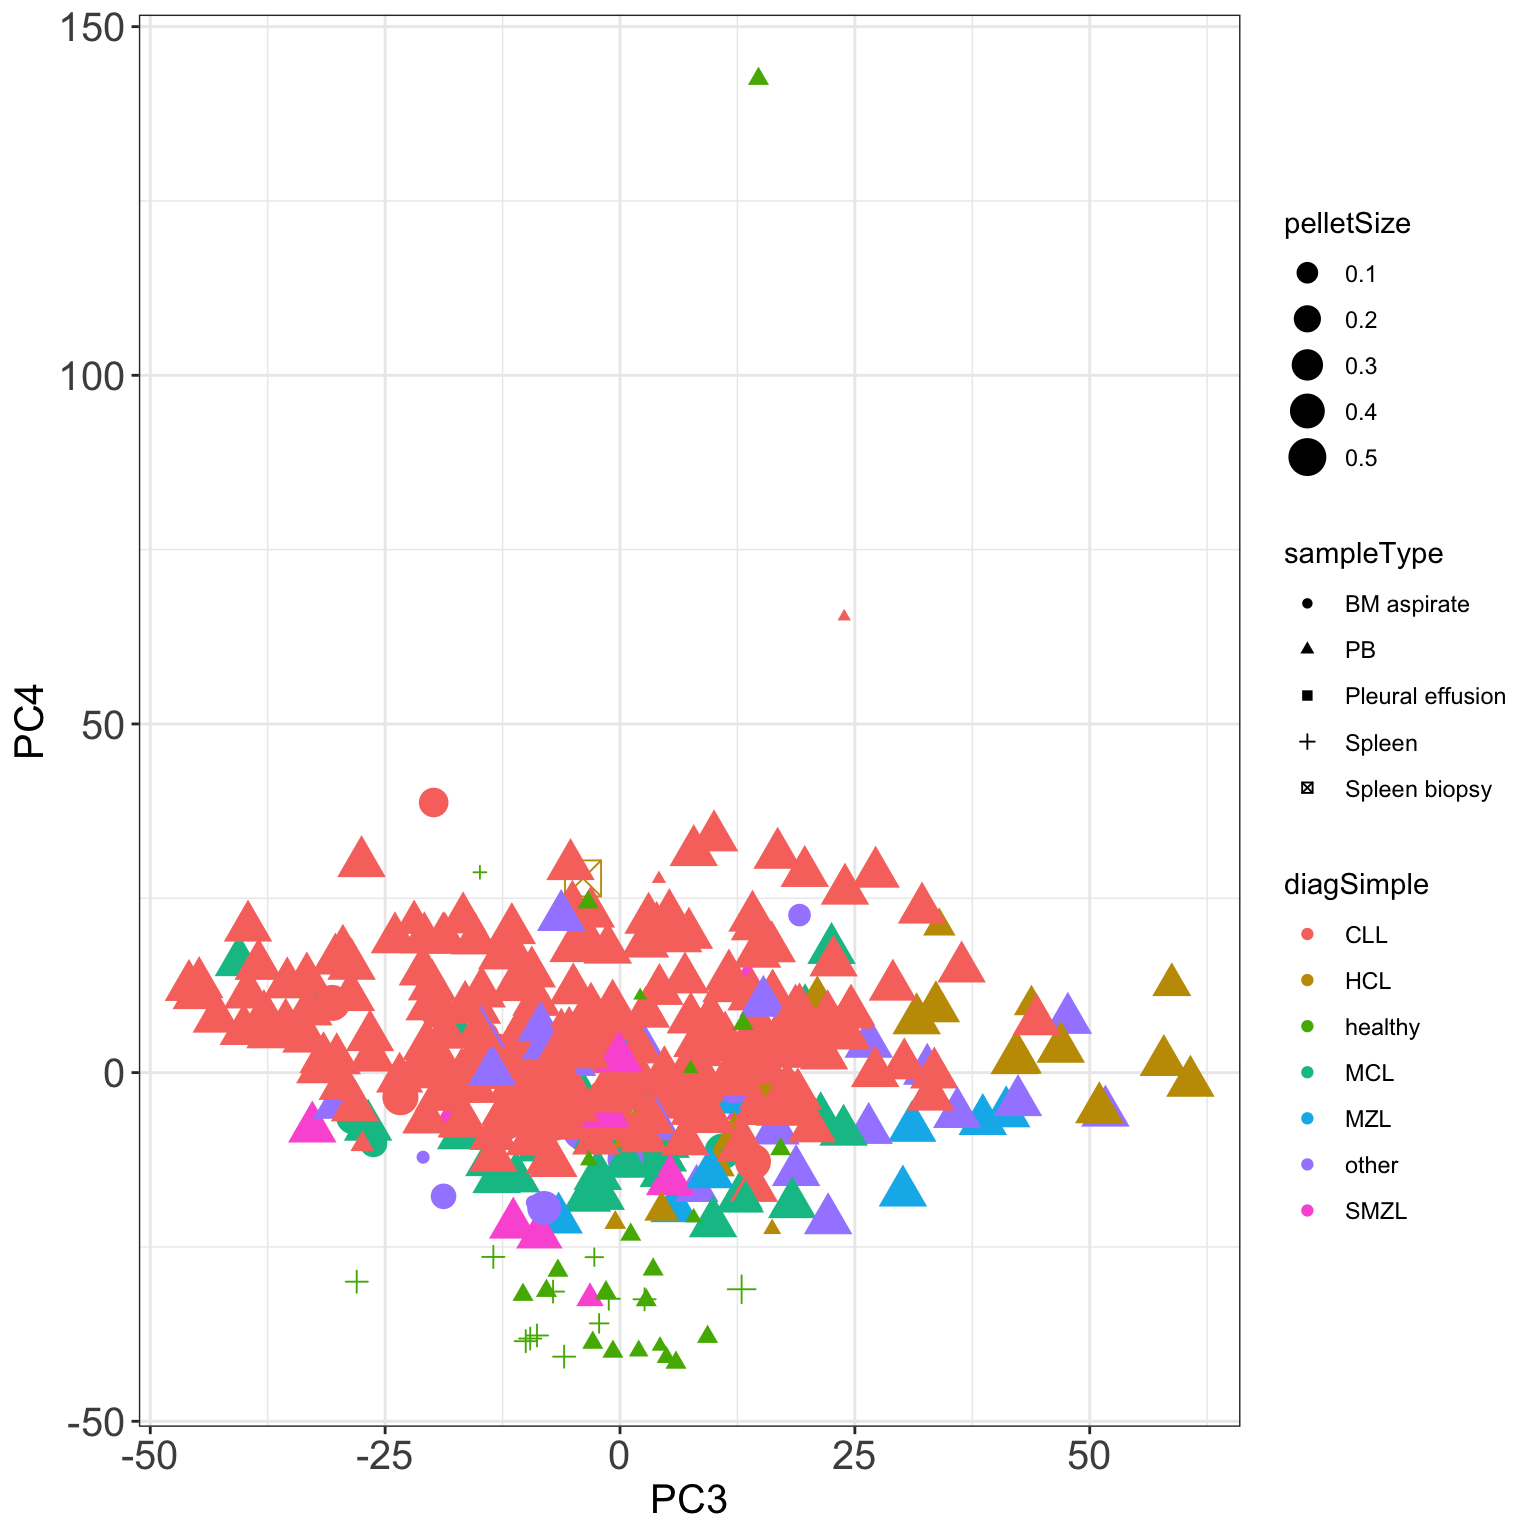 150
100
50
0
-50
-50
-25
0
25
50
PC3
PC4
pelletSize
0.1
0.2
0.3
0.4
0.5
sampleType
BM aspirate
PB
Pleural effusion
Spleen
Spleen biopsy
diagSimple
CLL
HCL
healthy
MCL
MZL
other
SMZL